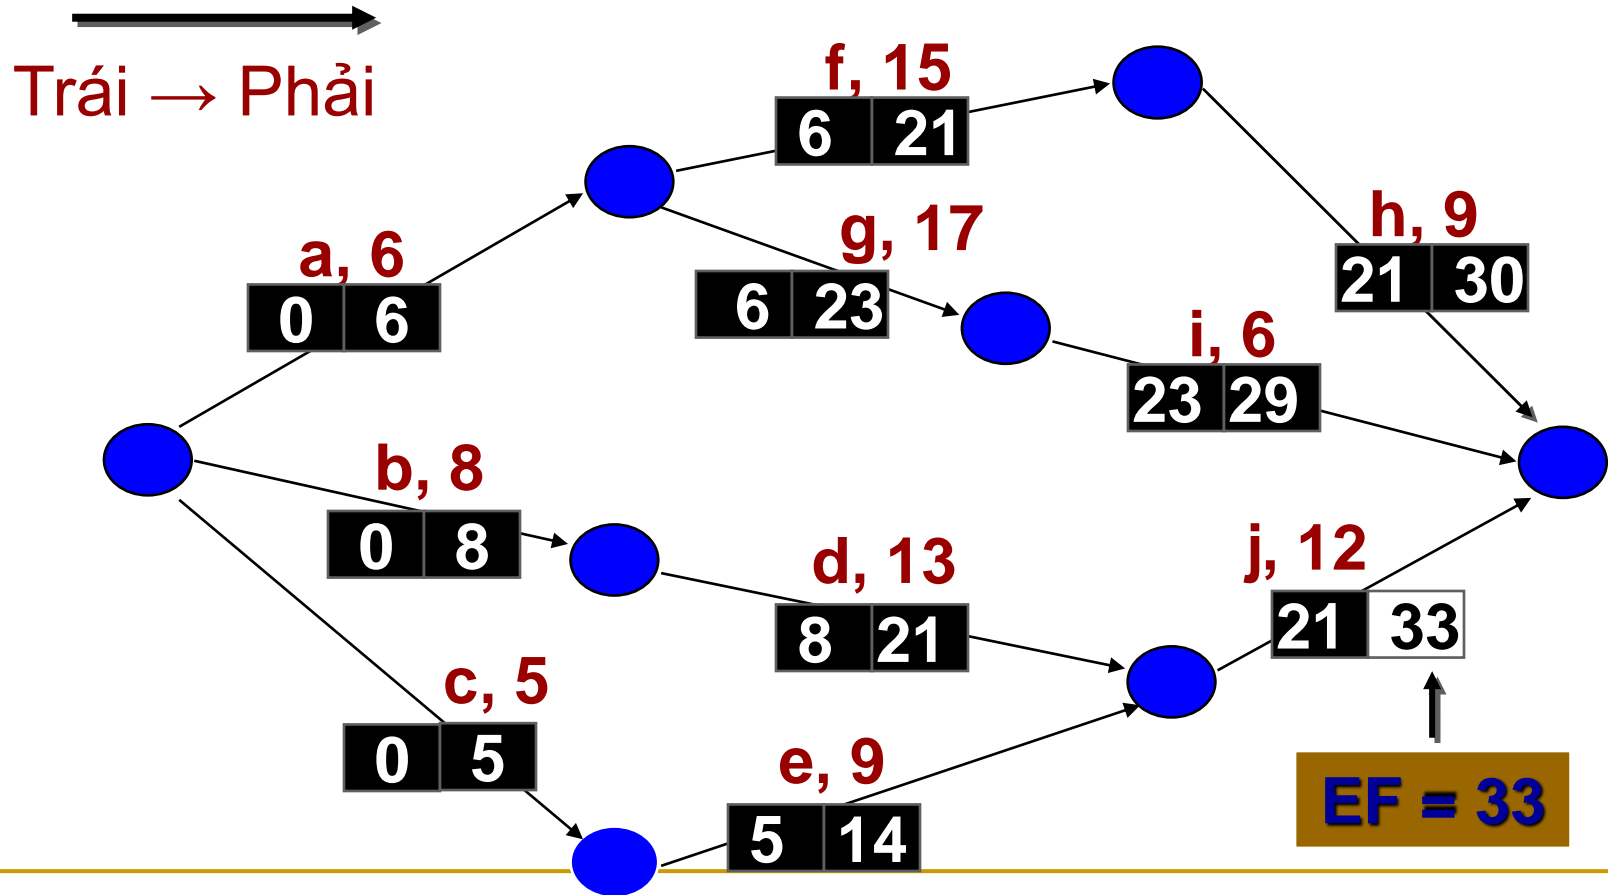 Trái → Phải
f, 15
6 21
a, 6
0 6
g, 17
6 23
h, 9
21 30
i, 6
23 29
b, 8
0 8
d, 13
8 21
j, 12
21 33
c, 5
0 5
e, 9
5 14
EF = 33